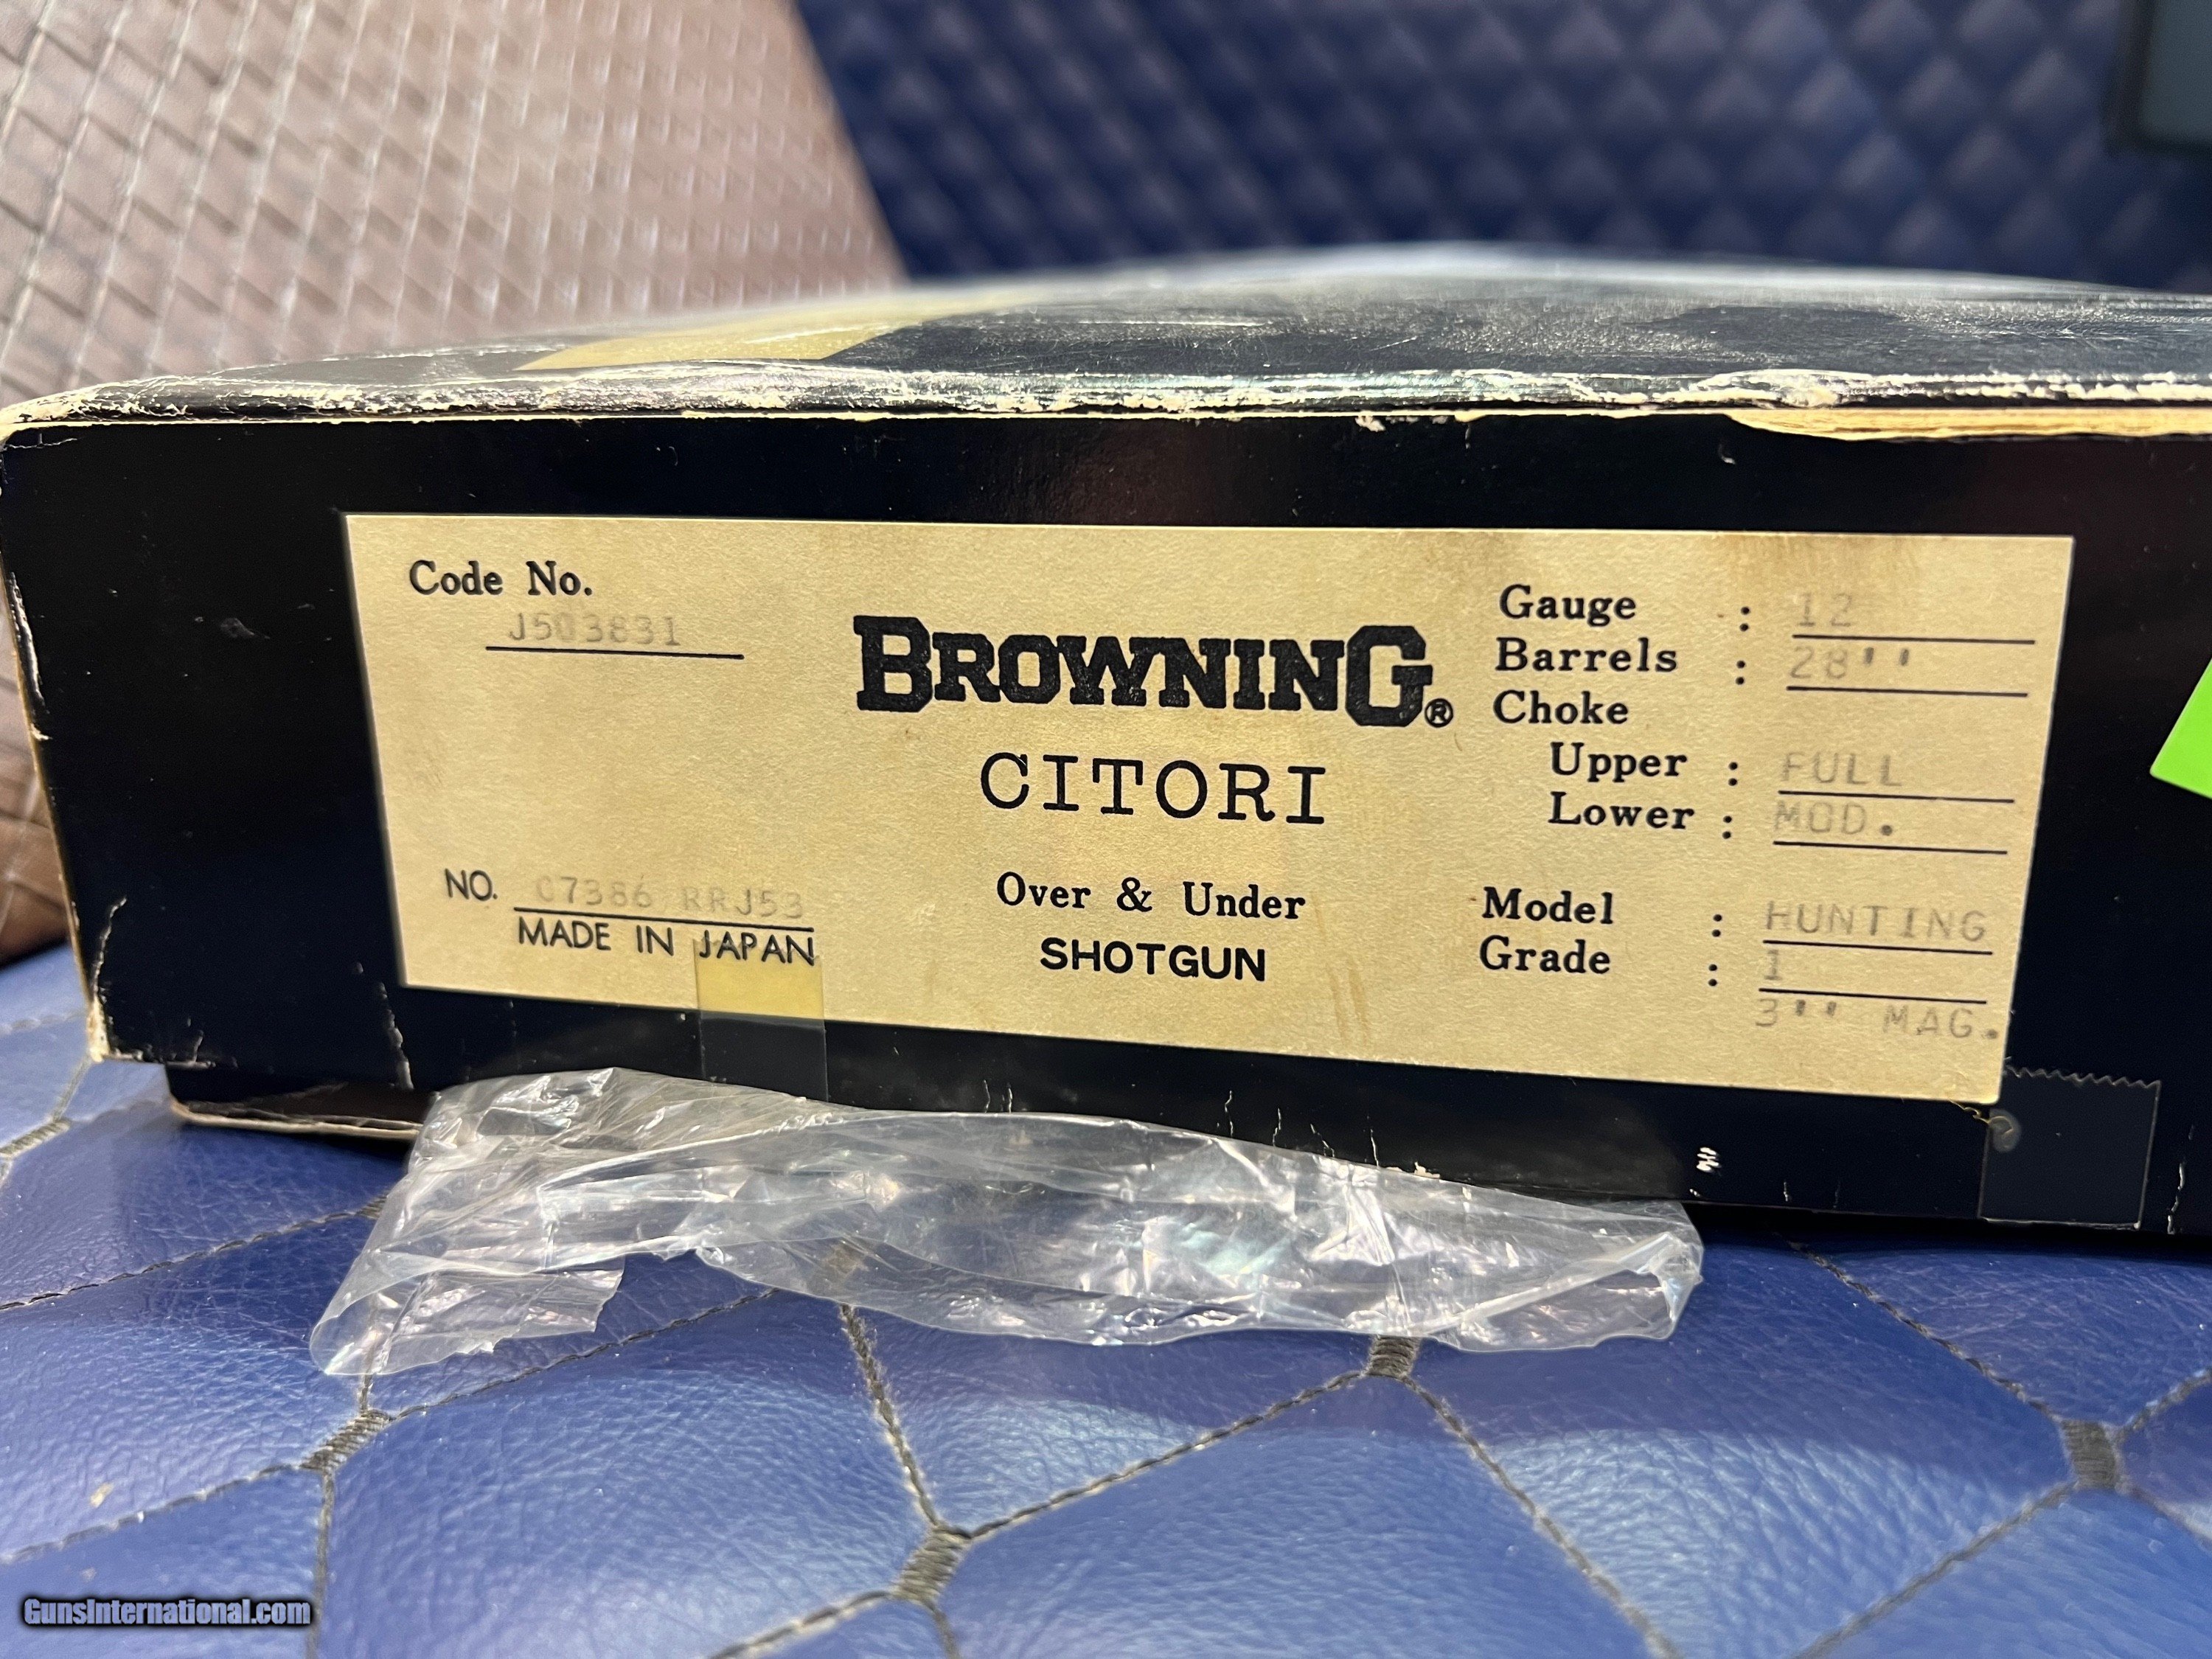 Code No.
J503831
NO. 07386 RRJ53
MADE IN JAPAN
BROWNING®
CITORI
Over & Under
SHOTGUN
Gauge : 12
Barrels : 28''
Choke
Upper : FULL
Lower : MOD.
Model : HUNTING
Grade : 1
3'' MAG.
GunsInternational.com